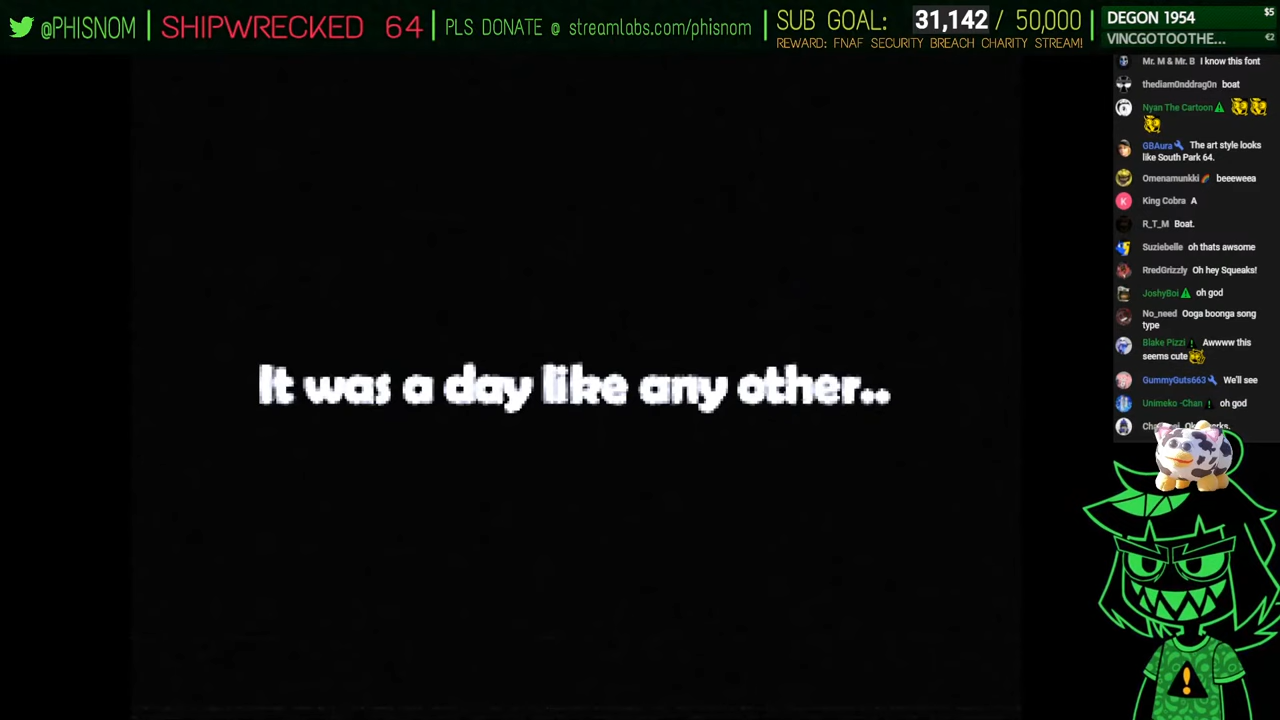 @PHISNOM
SHIPWRECKED 64
PLS DONATE @ streamlabs.com/phisnom
SUB GOAL: 31,142 / 50,000
REWARD: FNAF SECURITY BREACH CHARITY STREAM!
DEGON 1954 $5
VINCGOTOOTHE... €2
Mr. M & Mr. B I know this font
thediam0nddrag0n boat
Nyan The Cartoon
GBAura The art style looks
like South Park 64.
Omenamunkki beeeweea
K King Cobra A
R_T_M Boat.
Suziebelle oh thats awsome
RredGrizzly Oh hey Squeaks!
JoshyBoi oh god
No_need Ooga boonga song
type
Blake Pizzi Awwww this
seems cute
GummyGuts663 We'll see
Unimeko -Chan oh god
It was a day like any other..